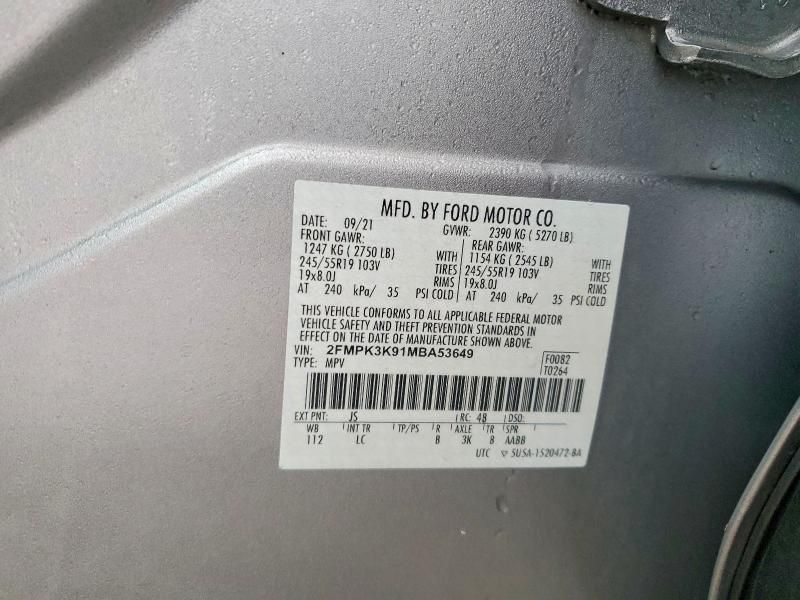 MFD. BY FORD MOTOR CO.
DATE: 09/21 GVWR: 2390 KG ( 5270 LB)
FRONT GAWR: REAR GAWR:
1247 KG ( 2750 LB) WITH 1154 KG ( 2545 LB) WITH
245/55R19 103V TIRES 245/55R19 103V TIRES
19x8.0J RIMS 19x8.0J RIMS
AT 240 kPa/ 35 PSI COLD AT 240 kPa/ 35 PSI COLD
THIS VEHICLE CONFORMS TO ALL APPLICABLE FEDERAL MOTOR
VEHICLE SAFETY AND THEFT PREVENTION STANDARDS IN
EFFECT ON THE DATE OF MANUFACTURE SHOWN ABOVE.
VIN: 2FMPK3K91MBA53649 F0082
TYPE: MPV T0264
EXT PNT: JS RC: 48 DSO:
WB INT TR TP/PS R AXLE TR SPR
112 LC B 3K 8 AABB
UTC ▽ 5USA-1520472-BA